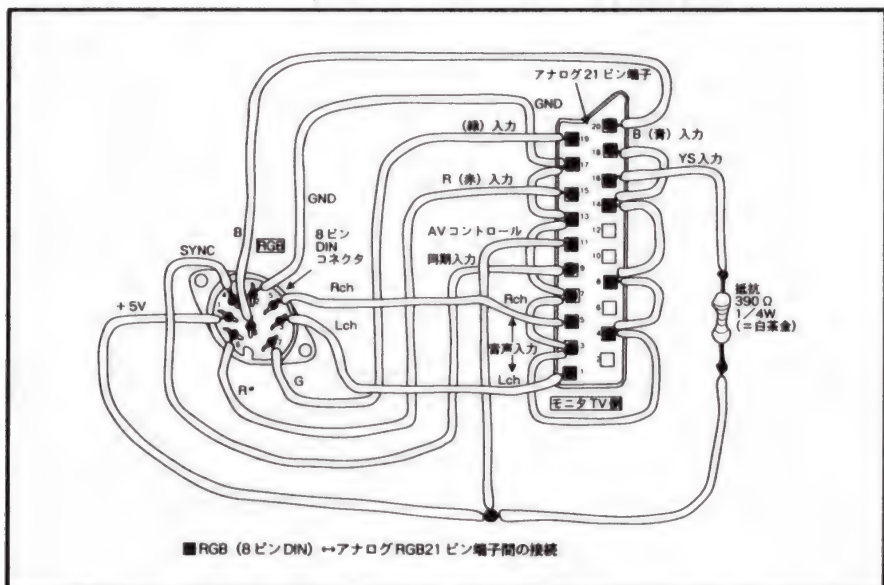 アナログ21ピン端子
GND
(緑)入力
B(青)入力
YS入力
R(赤)入力
GND
8ピン
DIN
コネクタ
RGB
B
SYNC
AVコントロール
同期入力
+5V
Rch
Rch
Lch
音声入力
Lch
R*
G
モニタTV側
抵抗
390Ω
1/4W
(=白茶金)
20
19
18
17
16
15
14
13
12
11
10
9
8
7
6
5
4
3
2
1
■RGB(8ピンDIN)↔アナログRGB21ピン端子間の接続